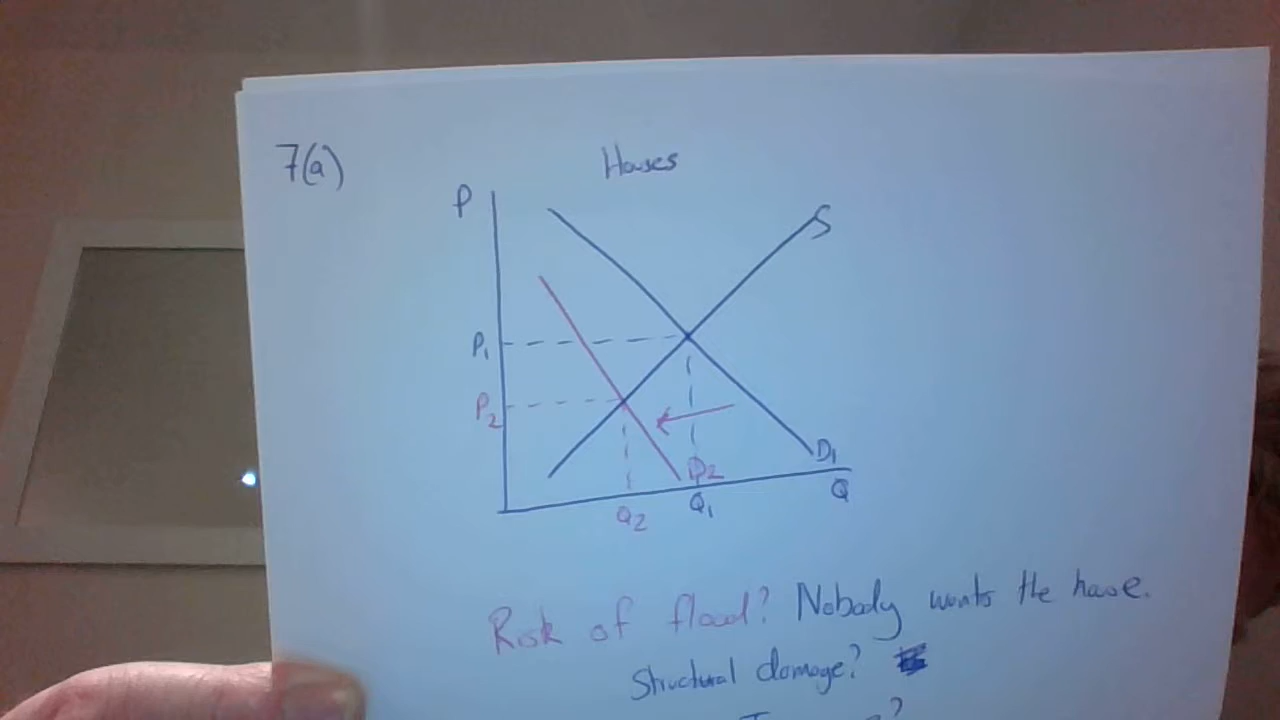 7(a)
Houses
P
S
P1
P2
D1
D2
Q
Q2
Q1
Risk of flood? Nobody wants the house.
Structural damage?